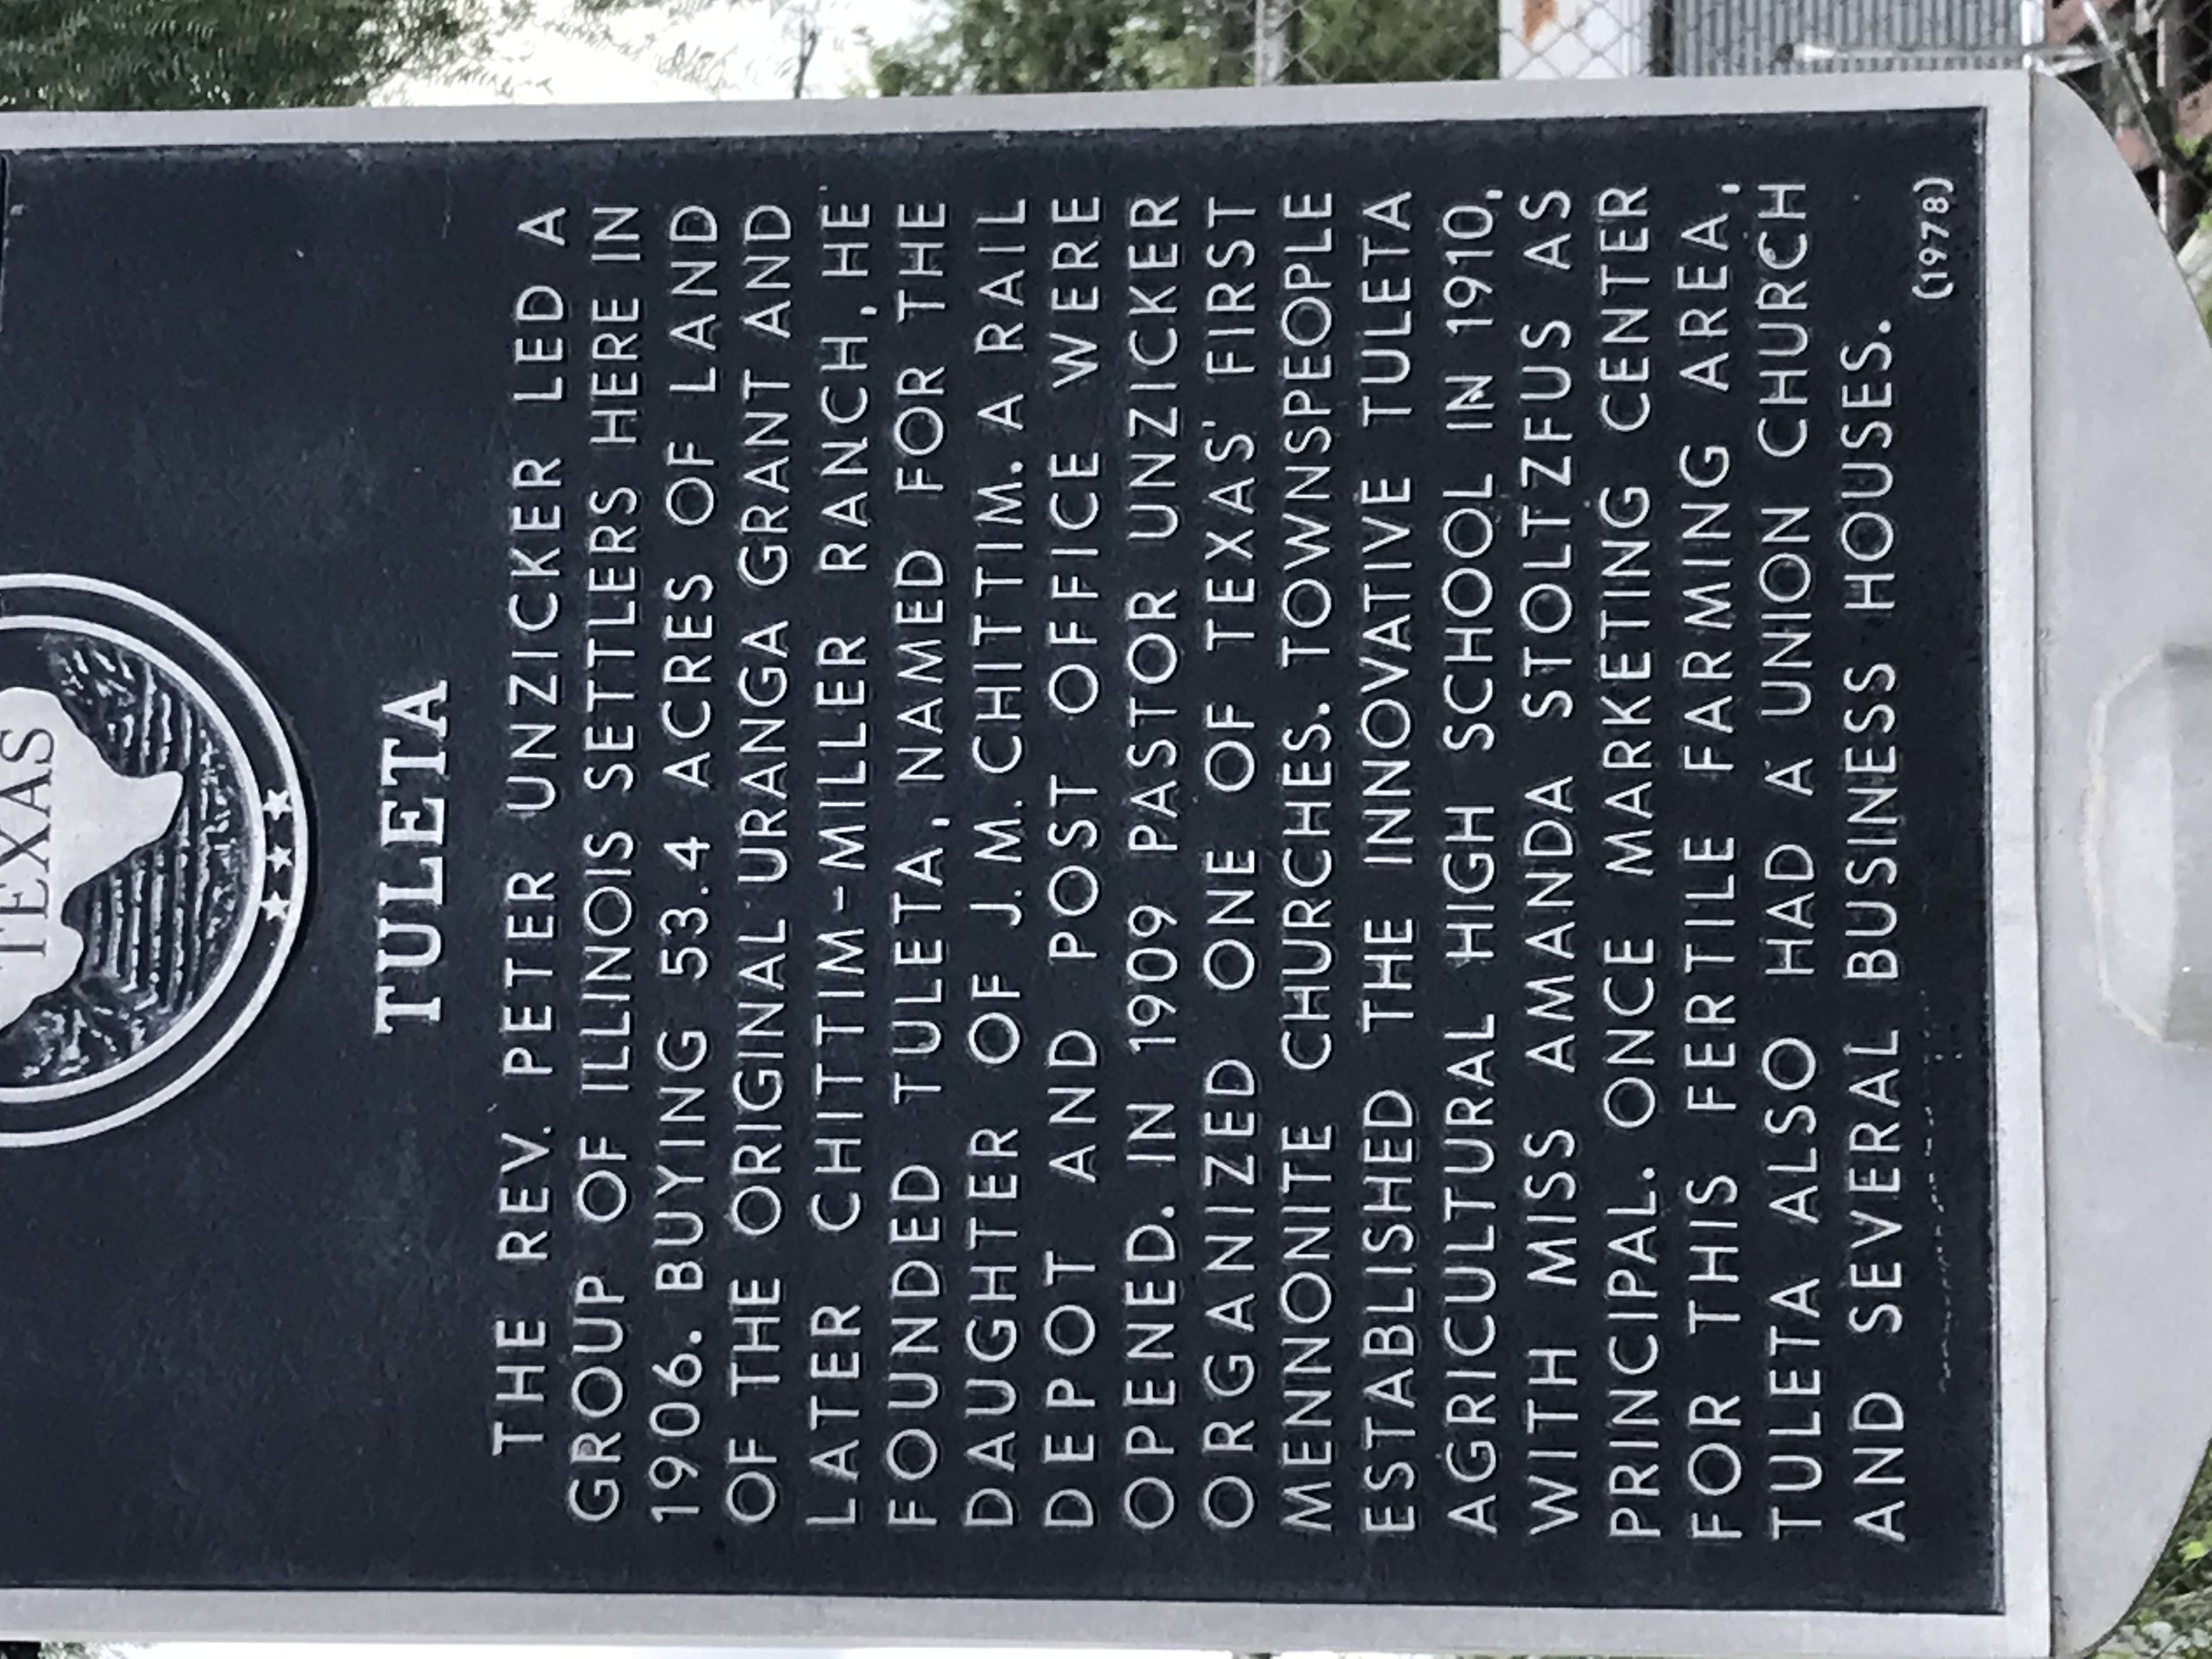 TEXAS
TULETA
THE REV. PETER UNZICKER LED A
GROUP OF ILLINOIS SETTLERS HERE IN
1906. BUYING 53.4 ACRES OF LAND
OF THE ORIGINAL URANGA GRANT AND
LATER CHITTIM-MILLER RANCH, HE
FOUNDED TULETA, NAMED FOR THE
DAUGHTER OF J. M. CHITTIM. A RAIL
DEPOT AND POST OFFICE WERE
OPENED. IN 1909 PASTOR UNZICKER
ORGANIZED ONE OF TEXAS' FIRST
MENNONITE CHURCHES. TOWNSPEOPLE
ESTABLISHED THE INNOVATIVE TULETA
AGRICULTURAL HIGH SCHOOL IN 1910,
WITH MISS AMANDA STOLTZFUS AS
PRINCIPAL. ONCE MARKETING CENTER
FOR THIS FERTILE FARMING AREA,
TULETA ALSO HAD A UNION CHURCH
AND SEVERAL BUSINESS HOUSES.
(1978)